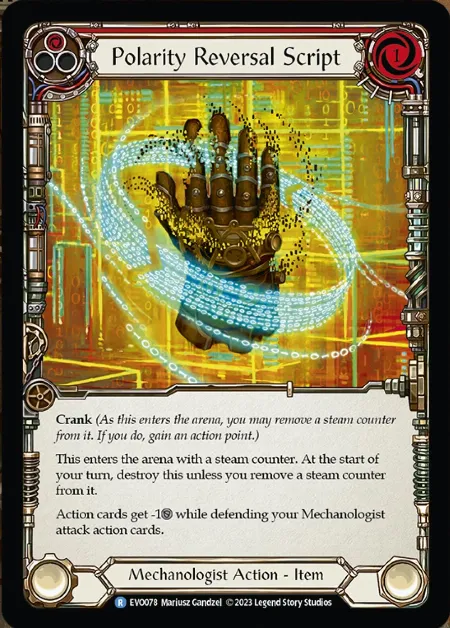 Polarity Reversal Script
I
Crank (As this enters the arena, you may remove a steam counter
from it. If you do, gain an action point.)
This enters the arena with a steam counter. At the start of
your turn, destroy this unless you remove a steam counter
from it.
Action cards get -1 while defending your Mechanologist
attack action cards.
Mechanologist Action - Item
R EVO078 Mariusz Gandzel ©2023 Legend Story Studios